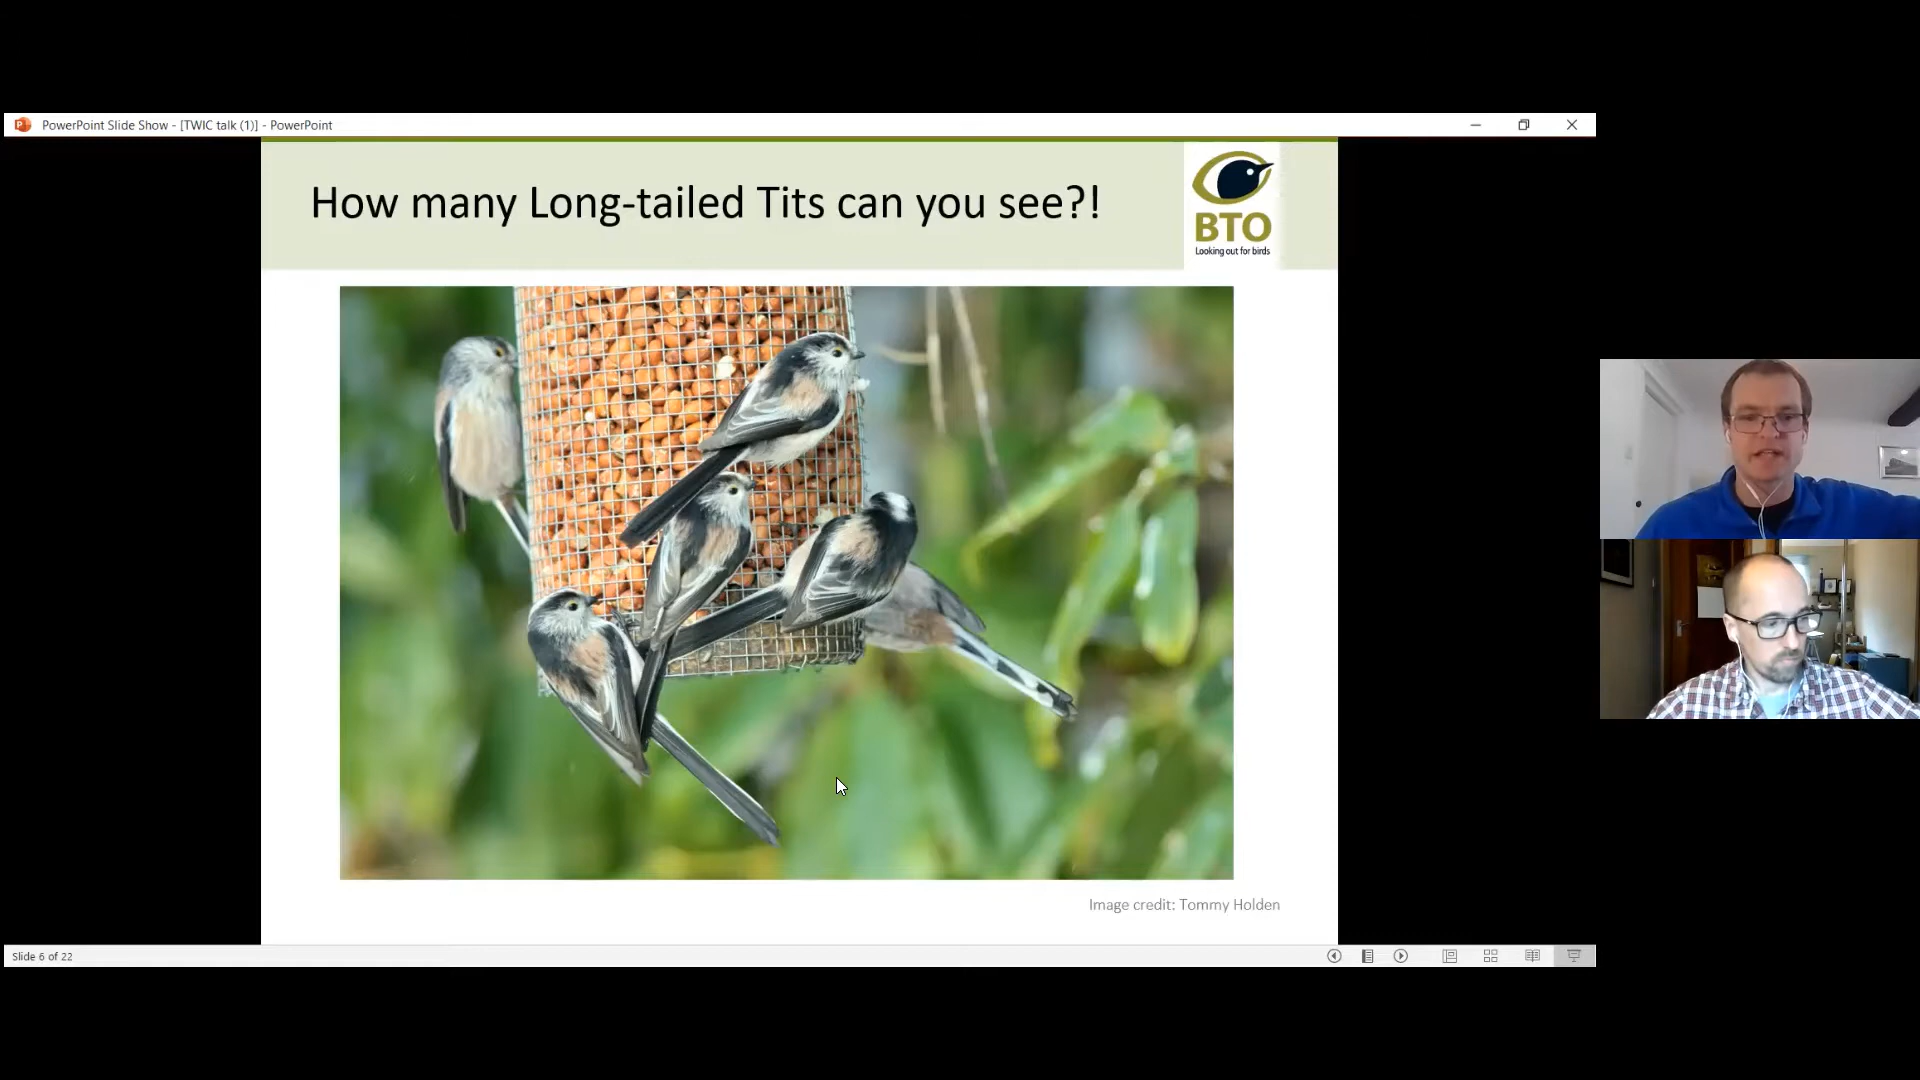 PowerPoint Slide Show - [TWIC talk (1)] - PowerPoint
How many Long-tailed Tits can you see?!
BTO
Looking out for birds
Image credit: Tommy Holden
Slide 6 of 22